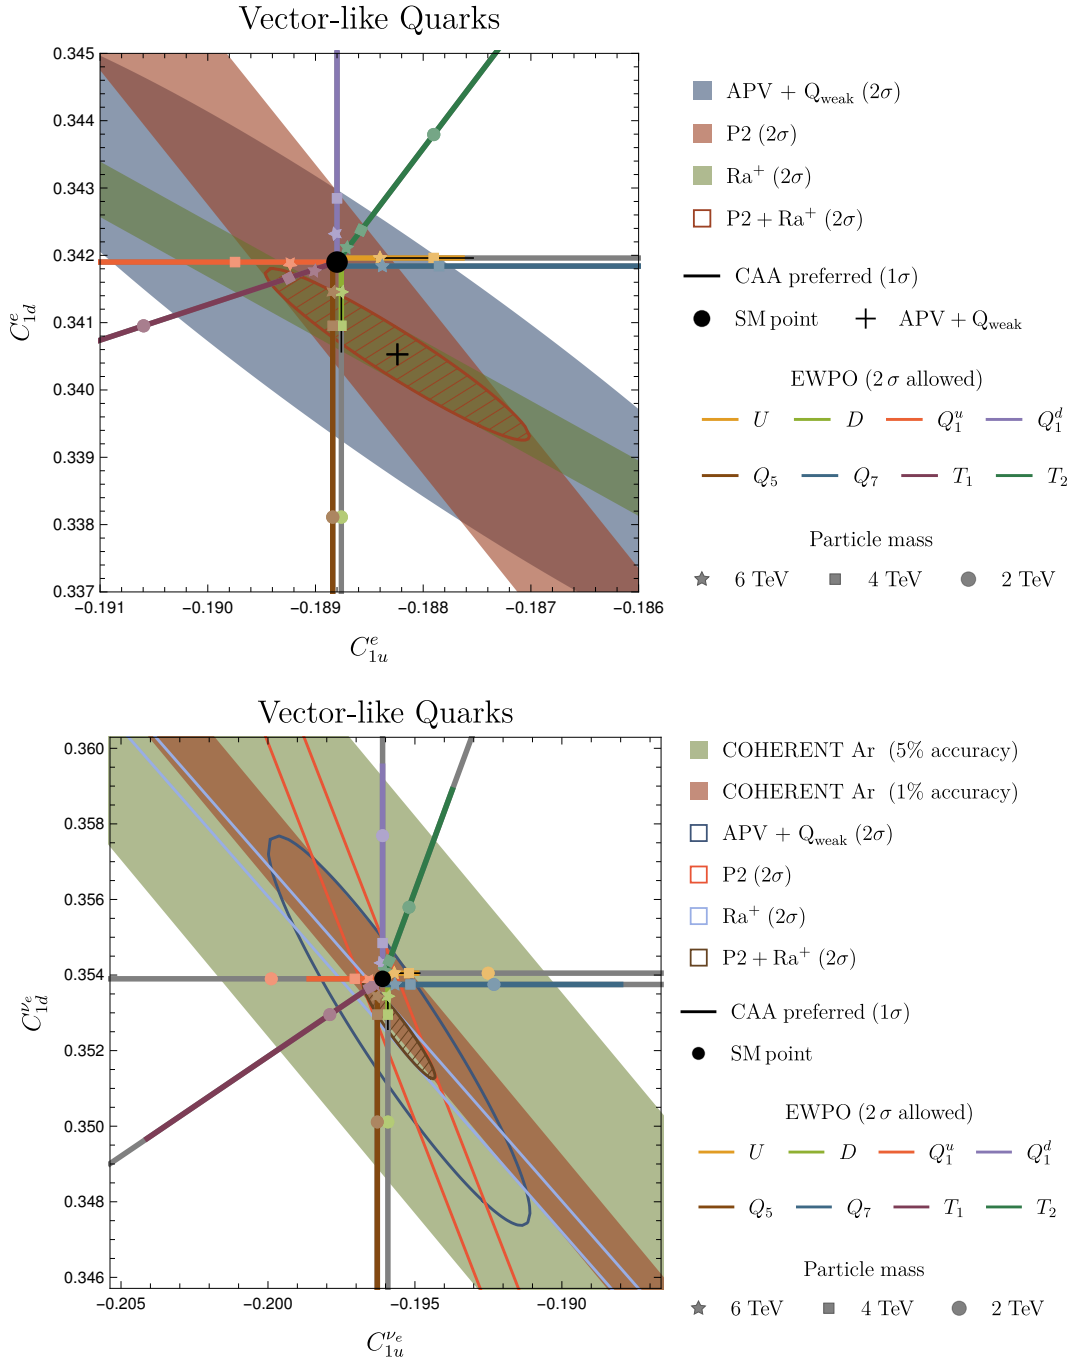 Vector-like Quarks
0.345
0.344
0.343
0.342
0.341
0.340
0.339
0.338
0.337
C^e_{1d}
−0.191 −0.190 −0.189 −0.188 −0.187 −0.186
C^e_{1u}
APV + Q_weak (2σ)
P2 (2σ)
Ra⁺ (2σ)
P2 + Ra⁺ (2σ)
CAA preferred (1σ)
SM point APV + Q_weak
EWPO (2 σ allowed)
U D Q^u_1 Q^d_1
Q_5 Q_7 T_1 T_2
Particle mass
6 TeV 4 TeV 2 TeV
Vector-like Quarks
0.360
0.358
0.356
0.354
0.352
0.350
0.348
0.346
C^{ν_e}_{1d}
−0.205 −0.200 −0.195 −0.190
C^{ν_e}_{1u}
COHERENT Ar (5% accuracy)
COHERENT Ar (1% accuracy)
APV + Q_weak (2σ)
P2 (2σ)
Ra⁺ (2σ)
P2 + Ra⁺ (2σ)
CAA preferred (1σ)
SM point
EWPO (2 σ allowed)
U D Q^u_1 Q^d_1
Q_5 Q_7 T_1 T_2
Particle mass
6 TeV 4 TeV 2 TeV